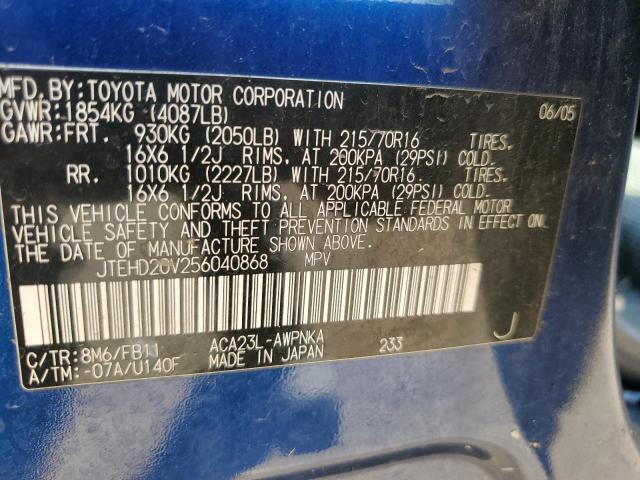 MFD. BY: TOYOTA MOTOR CORPORATION 06/05
GVWR: 1854KG (4087LB)
GAWR: FRT. 930KG (2050LB) WITH 215/70R16 TIRES.
16X6 1/2J RIMS, AT 200KPA (29PSI) COLD.
RR. 1010KG (2227LB) WITH 215/70R16 TIRES.
16X6 1/2J RIMS, AT 200KPA (29PSI) COLD.
THIS VEHICLE CONFORMS TO ALL APPLICABLE FEDERAL MOTOR
VEHICLE SAFETY AND THEFT PREVENTION STANDARDS IN EFFECT ON
THE DATE OF MANUFACTURE SHOWN ABOVE.
JTEHD20V256040868 MPV
J
C/TR: 8M6/FB11 ACA23L-AWPNKA 233
A/TM: -07A/U140F MADE IN JAPAN